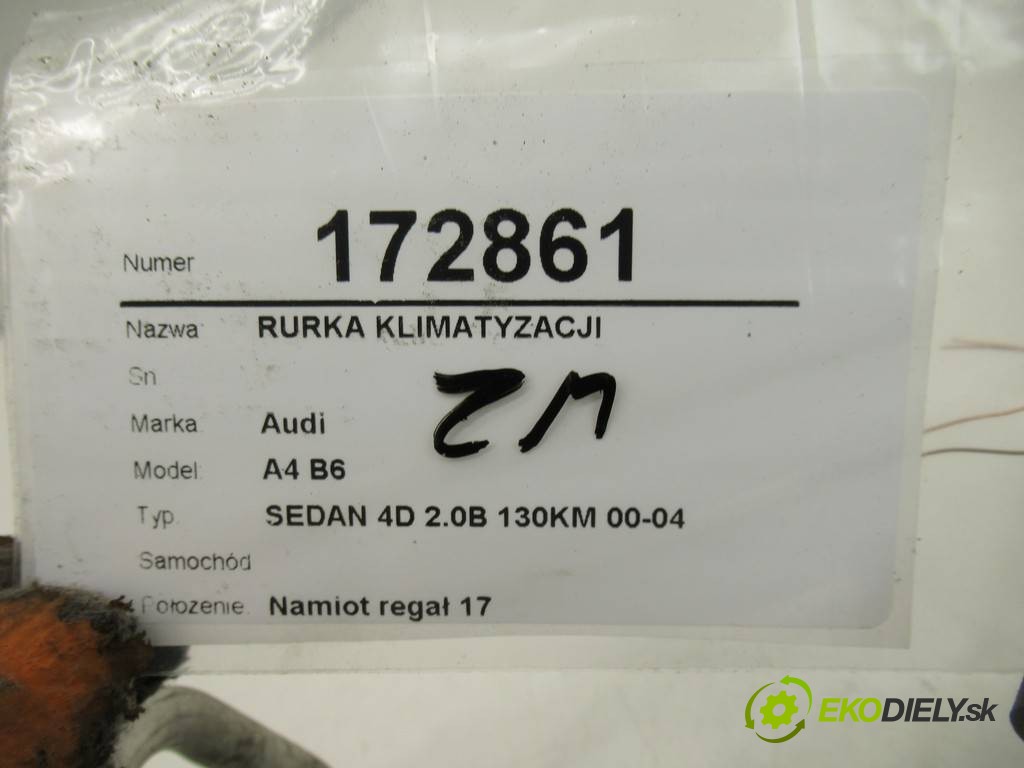 Numer 172861
Nazwa: RURKA KLIMATYZACJI
Sn
Marka: Audi
Model: A4 B6
Typ: SEDAN 4D 2.0B 130KM 00-04
Samochód
Położenie: Namiot regał 17
EKODIELY.sk